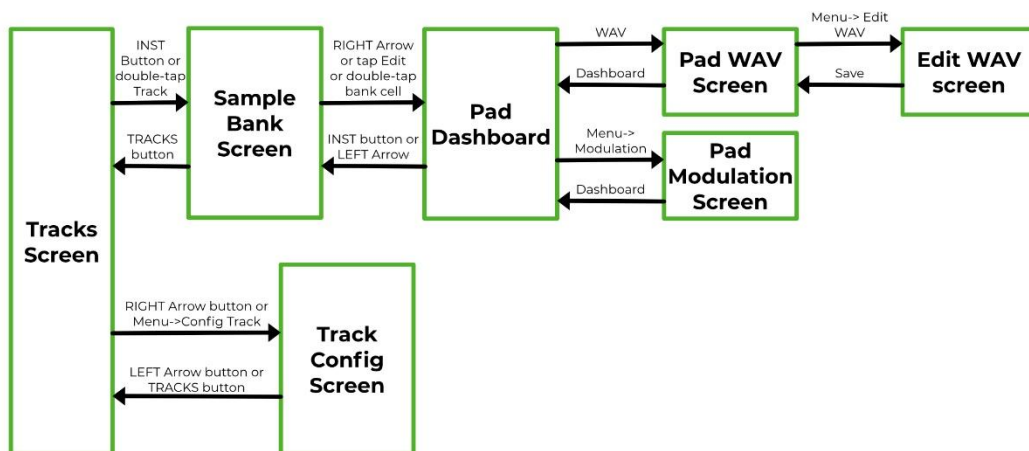 INST
Button or
double-tap
Track
RIGHT Arrow
or tap Edit
or double-tap
bank cell
WAV
Menu-> Edit
WAV
Dashboard
Save
Sample
Bank
Screen
Pad
Dashboard
Pad WAV
Screen
Edit WAV
screen
TRACKS
button
INST button or
LEFT Arrow
Menu->
Modulation
Dashboard
Pad
Modulation
Screen
Tracks
Screen
RIGHT Arrow button or
Menu->Config Track
LEFT Arrow button or
TRACKS button
Track
Config
Screen